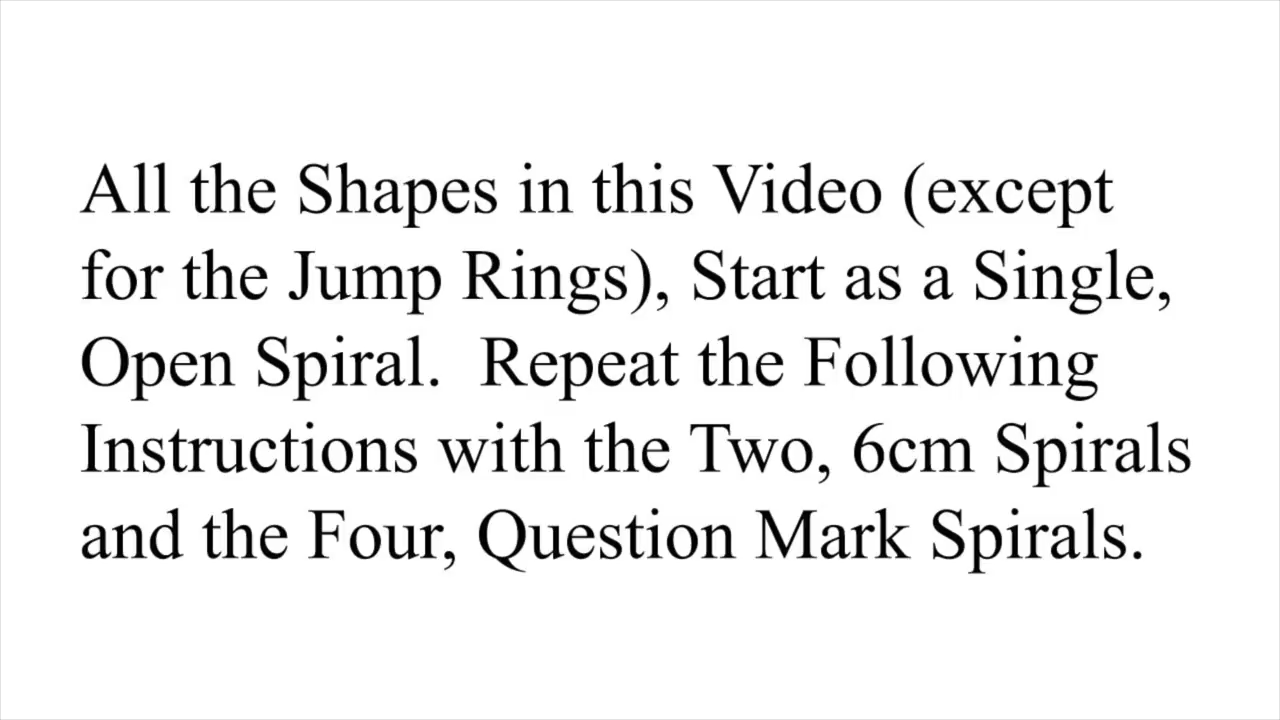 All the Shapes in this Video (except
for the Jump Rings), Start as a Single,
Open Spiral.  Repeat the Following
Instructions with the Two, 6cm Spirals
and the Four, Question Mark Spirals.